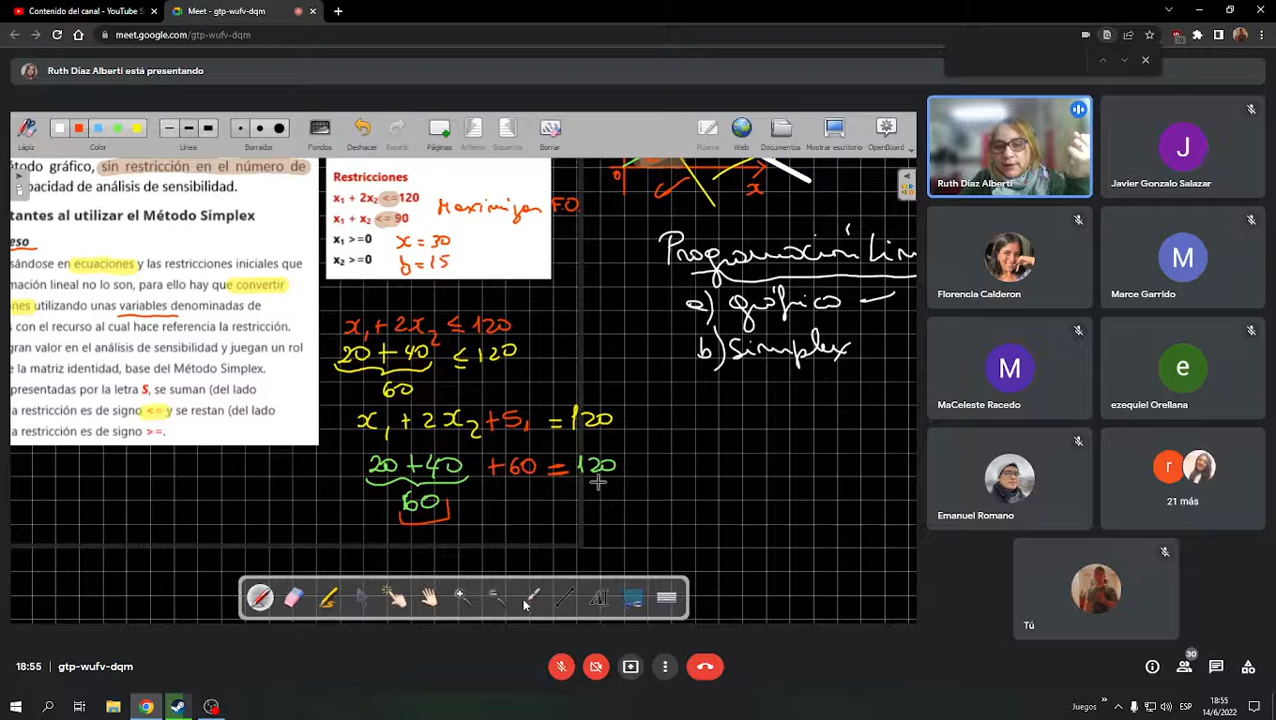 Contenido del canal - YouTube S
Meet - gtp-wufv-dqm
meet.google.com/gtp-wufv-dqm
Ruth Díaz Alberti está presentando
Lápiz
Color
Línea
Borrador
Fondos
Deshacer
Rehacer
Páginas
Anterior
Siguiente
Borrar
Pizarra
Web
Documentos
Mostrar escritorio
OpenBoard
todo gráfico, sin restricción en el número de
pacidad de análisis de sensibilidad.
tantes al utilizar el Método Simplex
eso
sándose en ecuaciones y las restricciones iniciales que
mación lineal no lo son, para ello hay que convertir
ones utilizando unas variables denominadas de
s con el recurso al cual hace referencia la restricción.
gran valor en el análisis de sensibilidad y juegan un rol
e la matriz identidad, base del Método Simplex.
presentadas por la letra S, se suman (del lado
a restricción es de signo <= y se restan (del lado
a restricción es de signo >=.
Restricciones
x1 + 2x2 <=120
x1 + x2 <= 90
x1 >=0
x2 >=0
Maximizar F.O.
x = 30
b = 15
x1 + 2x2 ≤ 120
20 + 40 ≤ 120
60
x1 + 2x2 + S1 = 120
20 + 40 + 60 = 120
60
0
x
Programación Lin
a) gráfico
b) Simplex
Ruth Díaz Alberti
J
Javier Gonzalo Salazar
Florencia Calderon
M
Marce Garrido
M
MaCeleste Racedo
e
ezequiel Orellana
Emanuel Romano
r
21 más
Tú
18:55
gtp-wufv-dqm
30
Juegos
ESP
18:55
14/6/2022